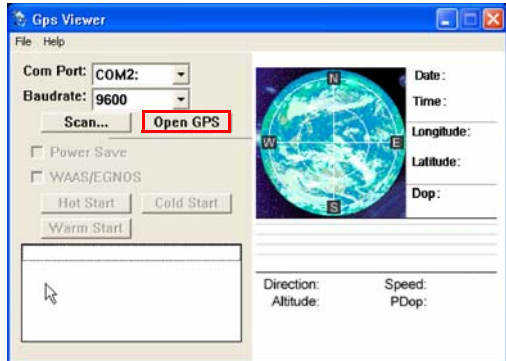 Gps Viewer
File Help
Com Port: COM2:
Baudrate: 9600
Scan... Open GPS
Power Save
WAAS/EGNOS
Hot Start Cold Start
Warm Start
N
W E
S
Date:
Time:
Longitude:
Latitude:
Dop:
Direction: Speed:
Altitude: PDop: